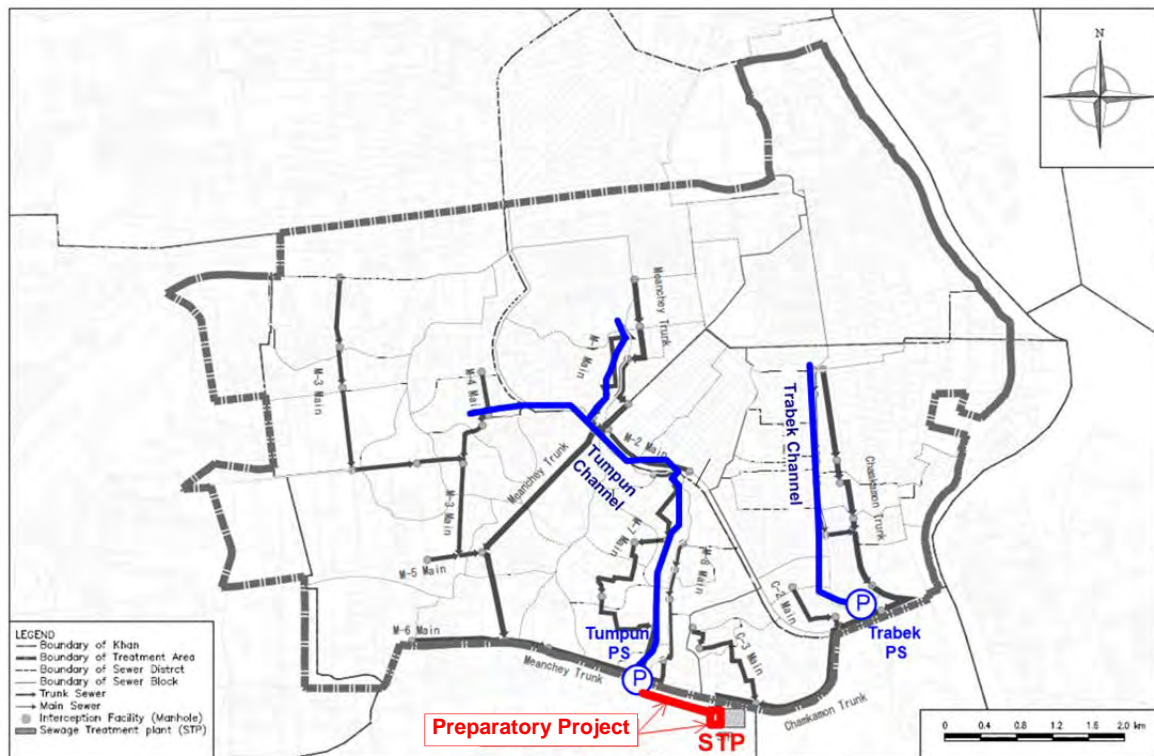 N
Meanchey Trunk
M-1 Main
M-3 Main
M-4 Main
Trabek Channel
M-2 Main
Tumpun
Channel
Meanchey Trunk
Chamkamon Trunk
M-3 Main
M-7 Main
M-8 Main
M-5 Main
C-2 Main
M-6 Main
Tumpun
PS
C-3 Main
P
Trabek
PS
P
Meanchey Trunk
Chamkamon Trunk
Preparatory Project
STP
LEGEND
Boundary of Khan
Boundary of Treatment Area
Boundary of Sewer Distrct
Boundary of Sewer Block
Trunk Sewer
Main Sewer
Interception Facility (Manhole)
Sewage Treatment plant (STP)
0 0.4 0.8 1.2 1.6 2.0 km